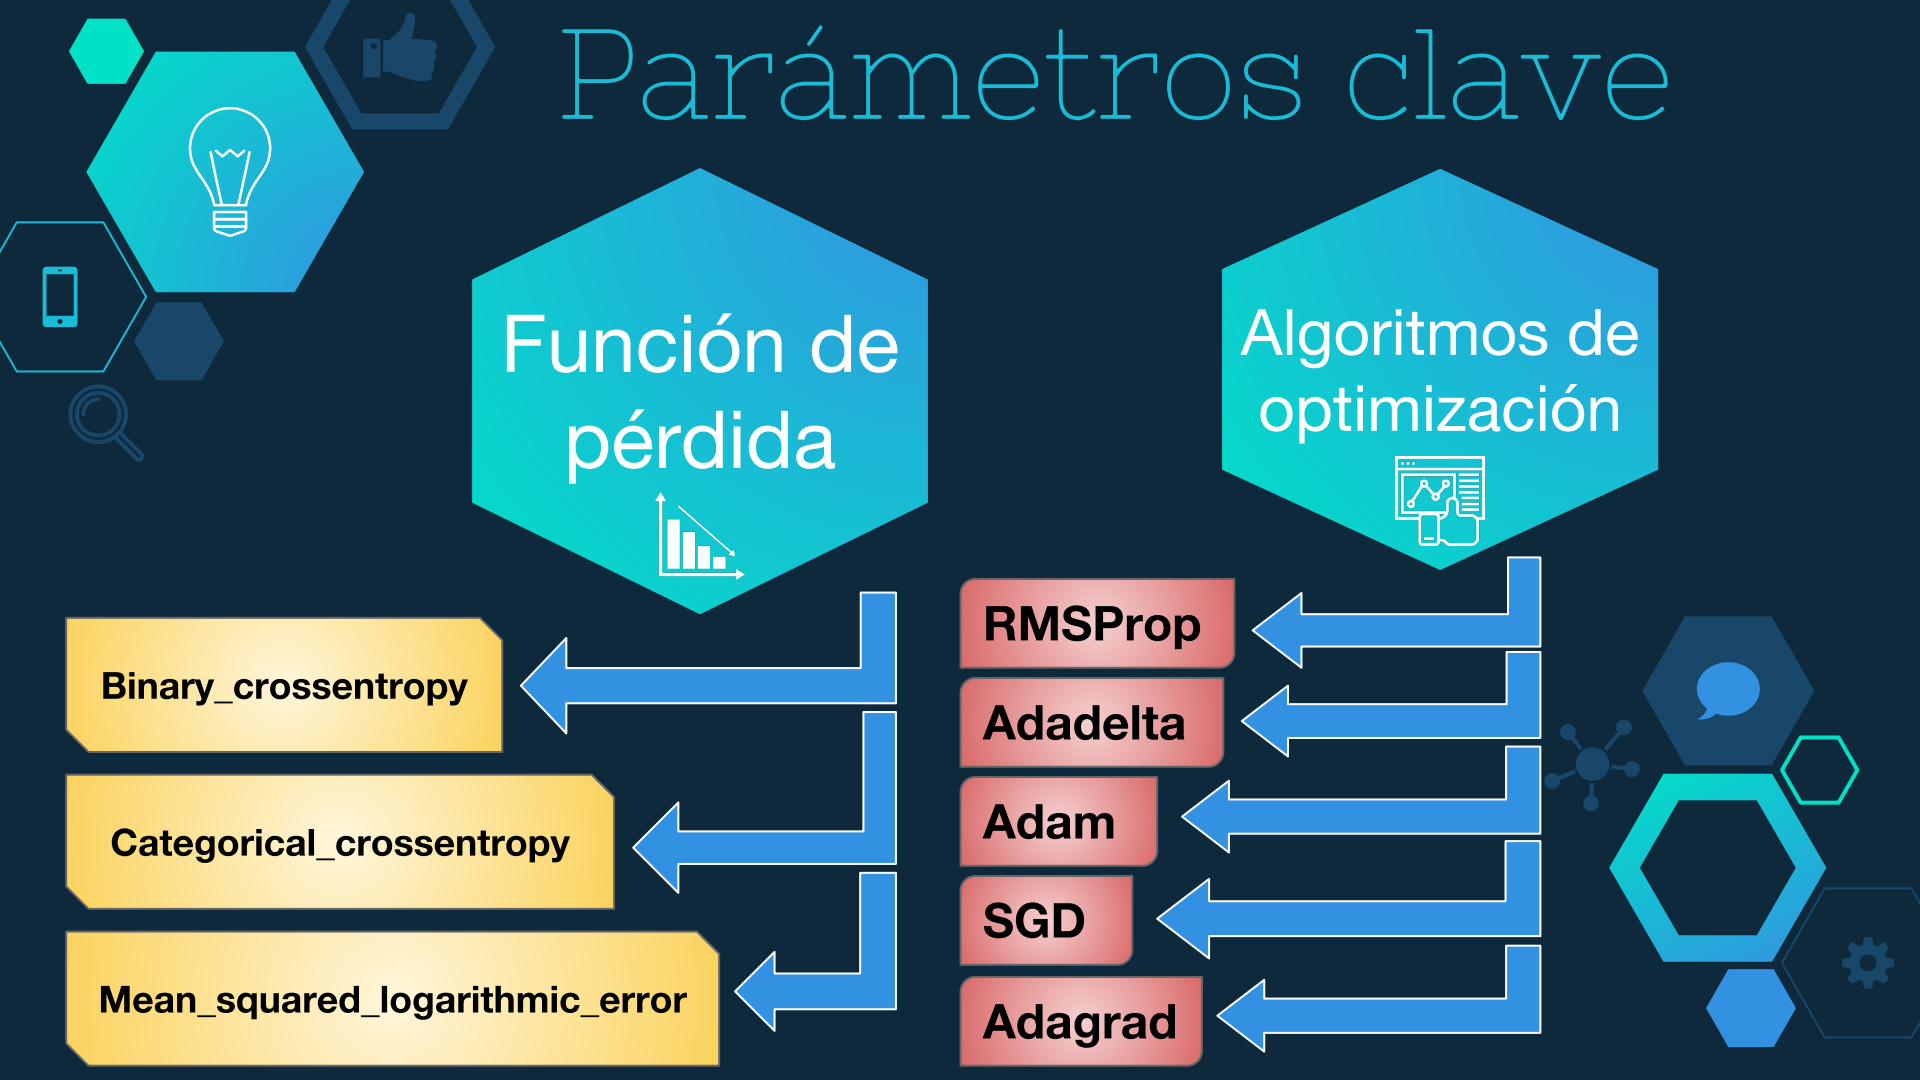 Parámetros clave
Función de
pérdida
Binary_crossentropy
Categorical_crossentropy
Mean_squared_logarithmic_error
Algoritmos de
optimización
RMSProp
Adadelta
Adam
SGD
Adagrad